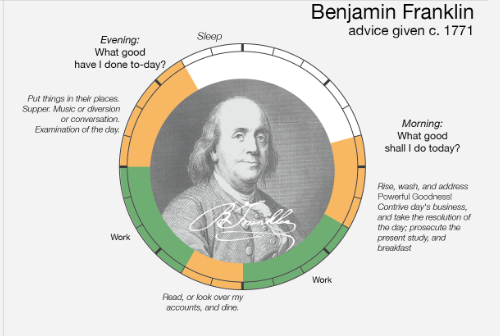 Benjamin Franklin
advice given c. 1771
Sleep
Evening:
What good
have I done to-day?
Put things in their places.
Supper. Music or diversion
or conversation.
Examination of the day.
Morning:
What good
shall I do today?
Rise, wash, and address
Powerful Goodness!
Contrive day's business,
and take the resolution of
the day; prosecute the
present study, and
breakfast
Work
Work
Read, or look over my
accounts, and dine.
B Franklin